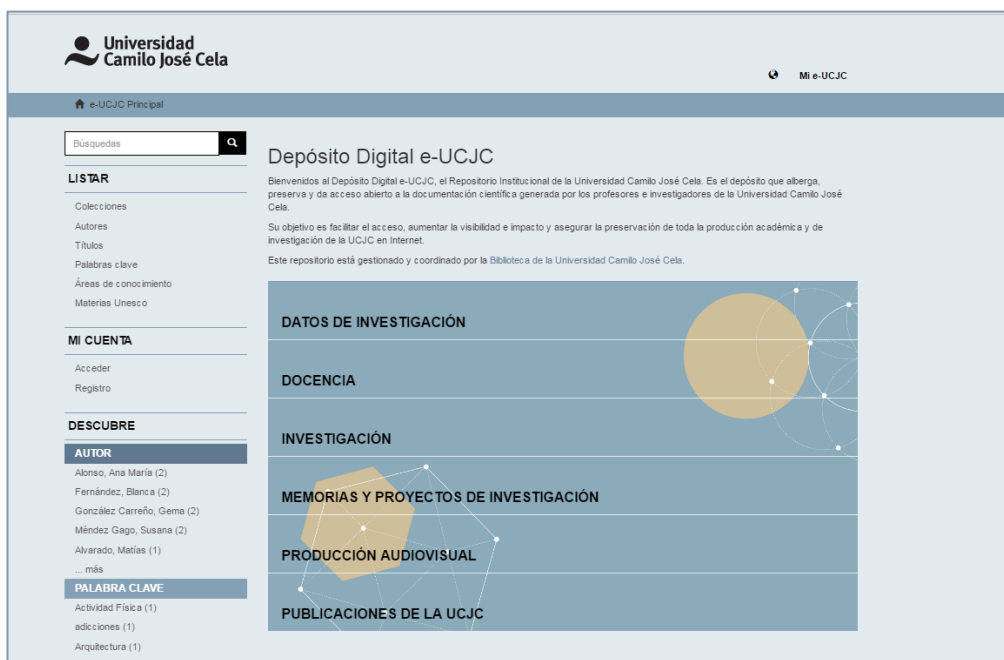 Universidad
Camilo José Cela
Mi e-UCJC
e-UCJC Principal
Búsquedas
LISTAR
Colecciones
Autores
Títulos
Palabras clave
Áreas de conocimiento
Materias Unesco
MI CUENTA
Acceder
Registro
DESCUBRE
AUTOR
Alonso, Ana María (2)
Fernández, Blanca (2)
González Carreño, Gema (2)
Méndez Gago, Susana (2)
Alvarado, Matías (1)
... más
PALABRA CLAVE
Actividad Física (1)
adicciones (1)
Arquitectura (1)
Depósito Digital e-UCJC
Bienvenidos al Depósito Digital e-UCJC, el Repositorio Institucional de la Universidad Camilo José Cela. Es el depósito que alberga,
preserva y da acceso abierto a la documentación científica generada por los profesores e investigadores de la Universidad Camilo José
Cela.
Su objetivo es facilitar el acceso, aumentar la visibilidad e impacto y asegurar la preservación de toda la producción académica y de
investigación de la UCJC en Internet.
Este repositorio está gestionado y coordinado por la Biblioteca de la Universidad Camilo José Cela.
DATOS DE INVESTIGACIÓN
DOCENCIA
INVESTIGACIÓN
MEMORIAS Y PROYECTOS DE INVESTIGACIÓN
PRODUCCIÓN AUDIOVISUAL
PUBLICACIONES DE LA UCJC